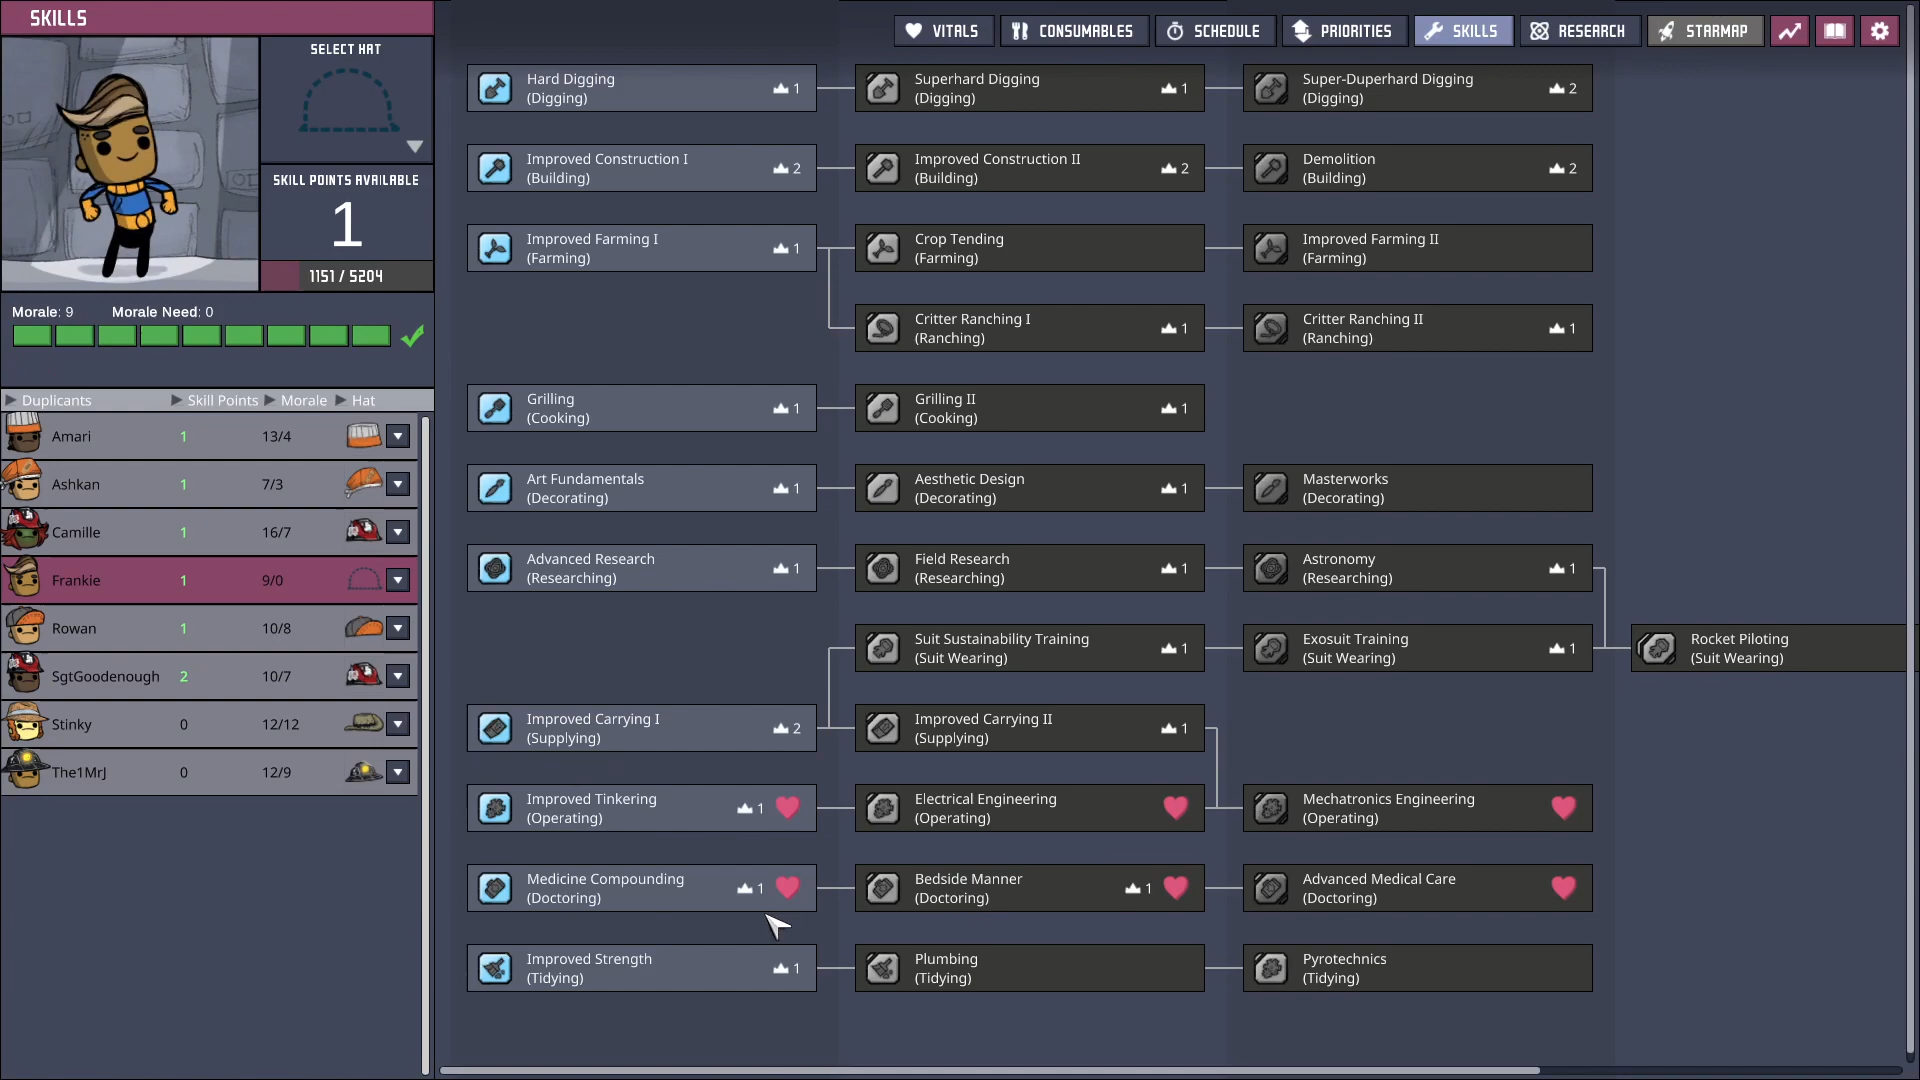 SKILLS
VITALS
CONSUMABLES
SCHEDULE
PRIORITIES
SKILLS
RESEARCH
STARMAP
SELECT HAT
SKILL POINTS AVAILABLE
1
1151 / 5204
Morale: 9 Morale Need: 0
Duplicants Skill Points Morale Hat
Amari 1 13/4
Ashkan 1 7/3
Camille 1 16/7
Frankie 1 9/0
Rowan 1 10/8
SgtGoodenough 2 10/7
Stinky 0 12/12
The1MrJ 0 12/9
Hard Digging
(Digging)
1
Superhard Digging
(Digging)
1
Super-Duperhard Digging
(Digging)
2
Improved Construction I
(Building)
2
Improved Construction II
(Building)
2
Demolition
(Building)
2
Improved Farming I
(Farming)
1
Crop Tending
(Farming)
Improved Farming II
(Farming)
Critter Ranching I
(Ranching)
1
Critter Ranching II
(Ranching)
1
Grilling
(Cooking)
1
Grilling II
(Cooking)
1
Art Fundamentals
(Decorating)
1
Aesthetic Design
(Decorating)
1
Masterworks
(Decorating)
Advanced Research
(Researching)
1
Field Research
(Researching)
1
Astronomy
(Researching)
1
Suit Sustainability Training
(Suit Wearing)
1
Exosuit Training
(Suit Wearing)
1
Rocket Piloting
(Suit Wearing)
Improved Carrying I
(Supplying)
2
Improved Carrying II
(Supplying)
1
Improved Tinkering
(Operating)
1
Electrical Engineering
(Operating)
Mechatronics Engineering
(Operating)
Medicine Compounding
(Doctoring)
1
Bedside Manner
(Doctoring)
1
Advanced Medical Care
(Doctoring)
Improved Strength
(Tidying)
1
Plumbing
(Tidying)
Pyrotechnics
(Tidying)